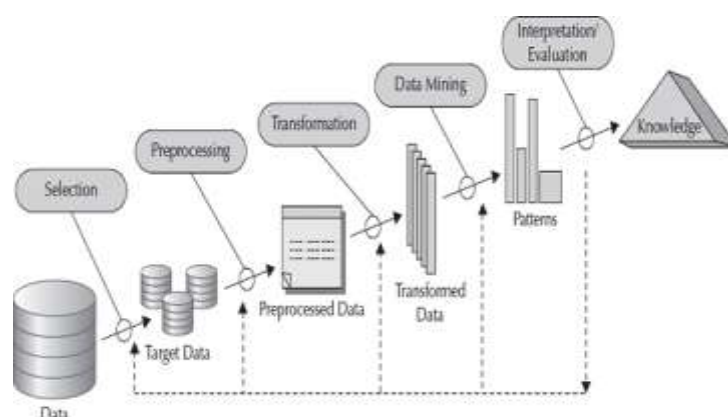 Interpretation/
Evaluation
Data Mining
Transformation
Preprocessing
Selection
Knowledge
Patterns
Transformed
Data
Preprocessed Data
Target Data
Data